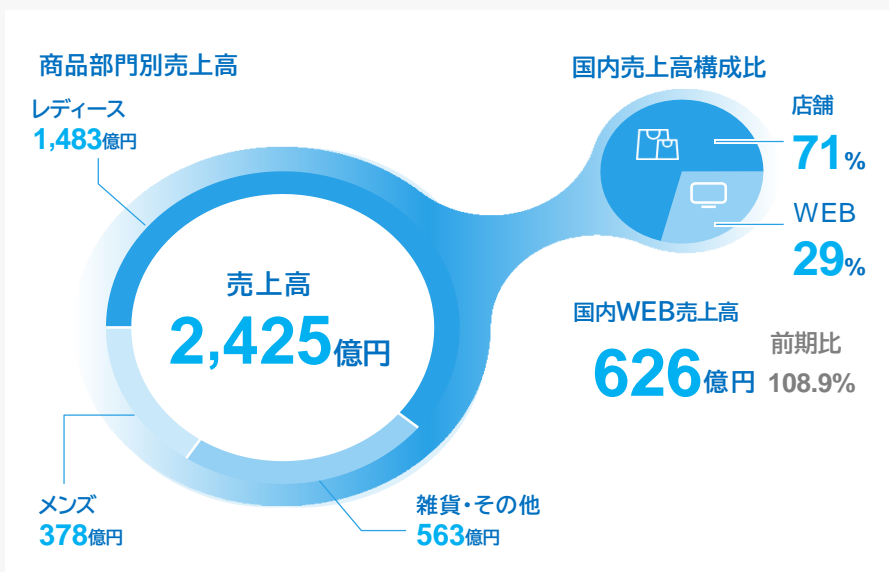 商品部門別売上高
レディース
1,483億円
売上高
2,425億円
メンズ
378億円
雑貨・その他
563億円
国内売上高構成比
店舗
71%
WEB
29%
国内WEB売上高
626億円
前期比
108.9%